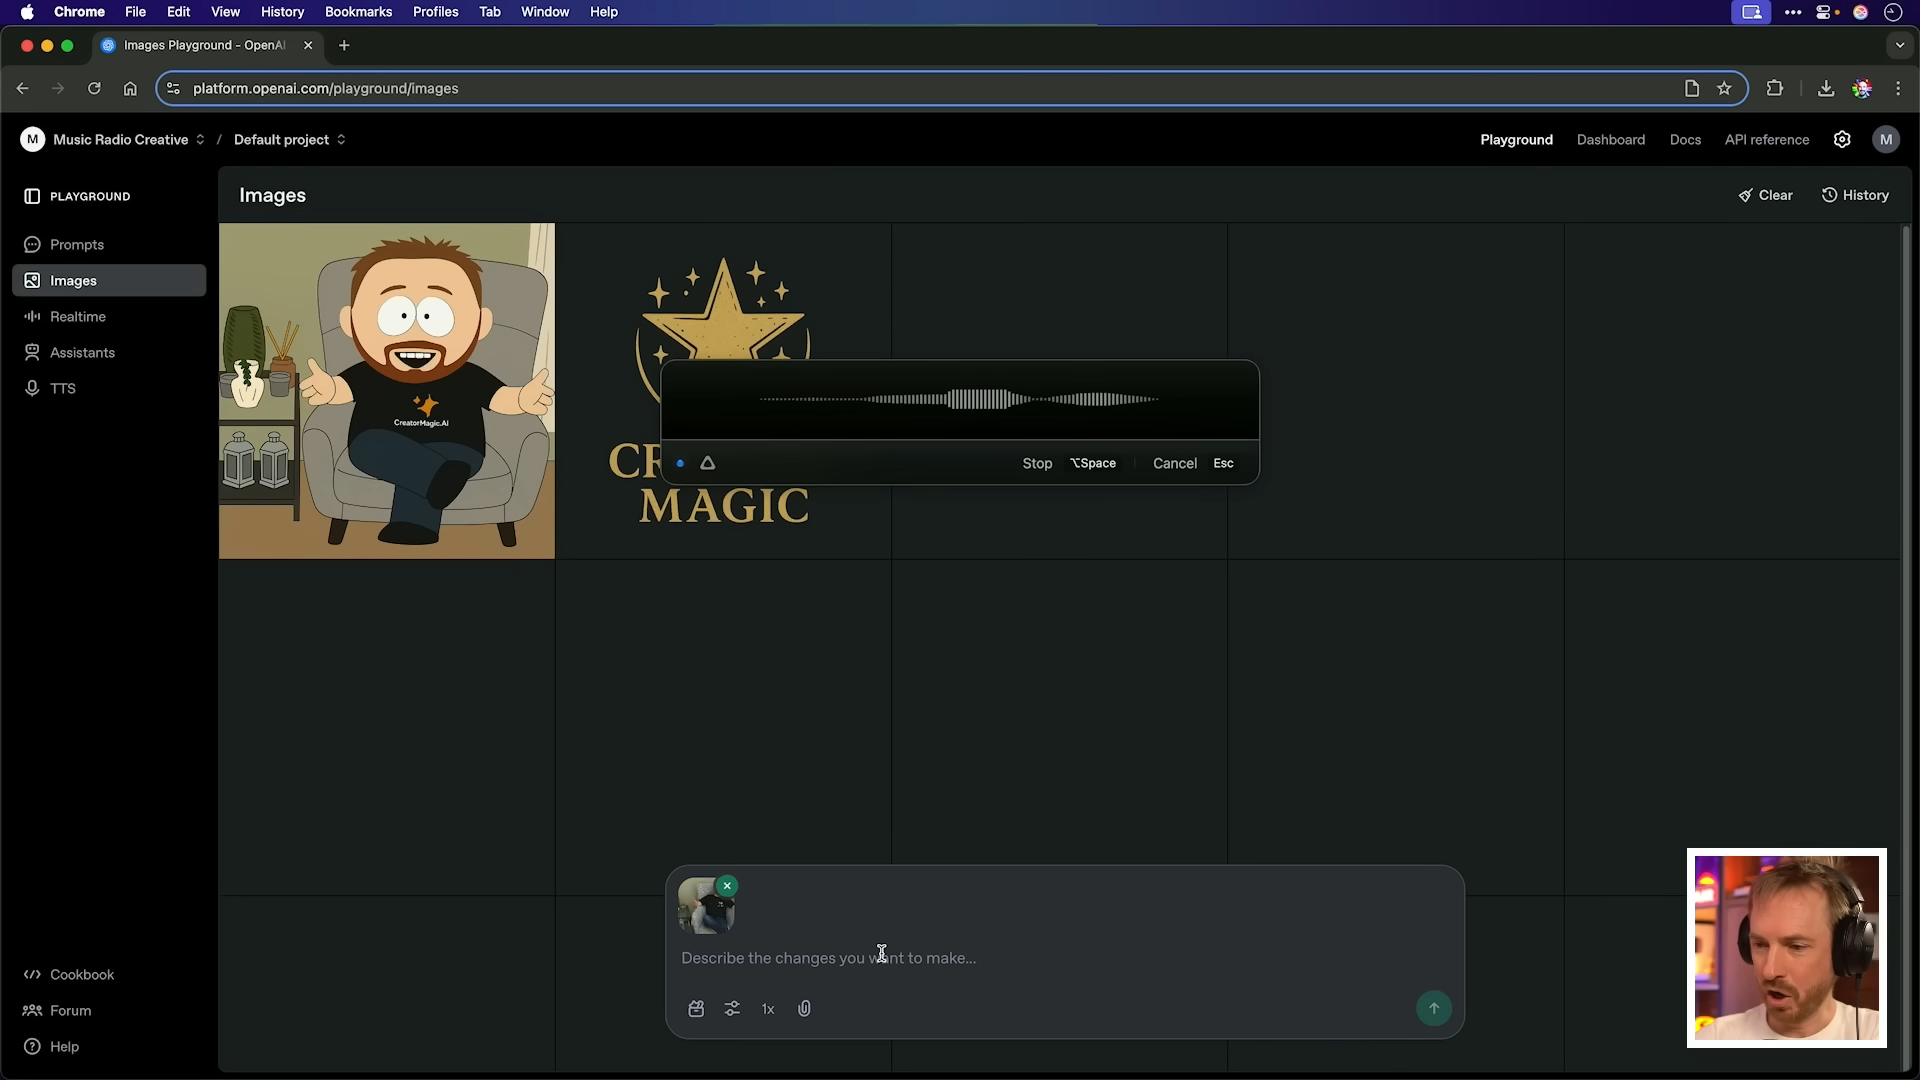 Chrome File Edit View History Bookmarks Profiles Tab Window Help
Images Playground - OpenAI
platform.openai.com/playground/images
M Music Radio Creative / Default project
Playground Dashboard Docs API reference M
PLAYGROUND
Images
Clear History
Prompts
Images
Realtime
Assistants
TTS
CreatorMagic.AI
CR
MAGIC
Stop ⌥Space Cancel Esc
Describe the changes you want to make...
1x
Cookbook
Forum
Help